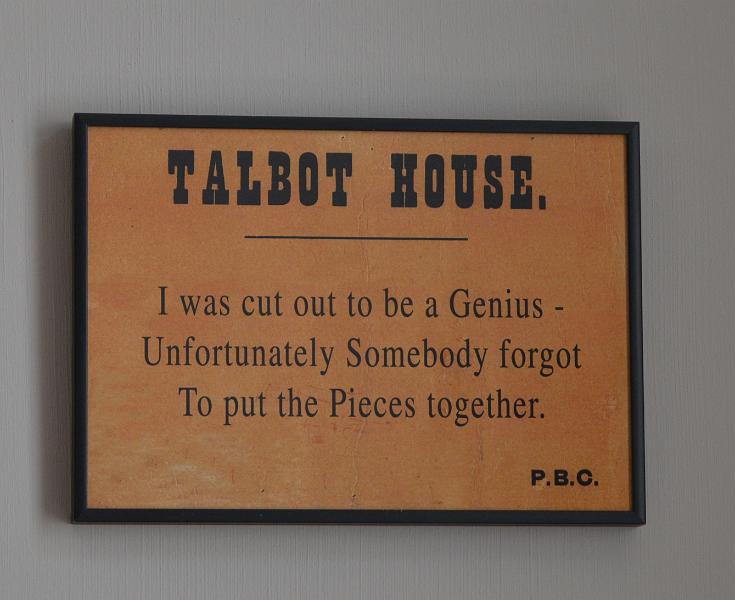 TALBOT HOUSE.
I was cut out to be a Genius -
Unfortunately Somebody forgot
To put the Pieces together.
P.B.C.